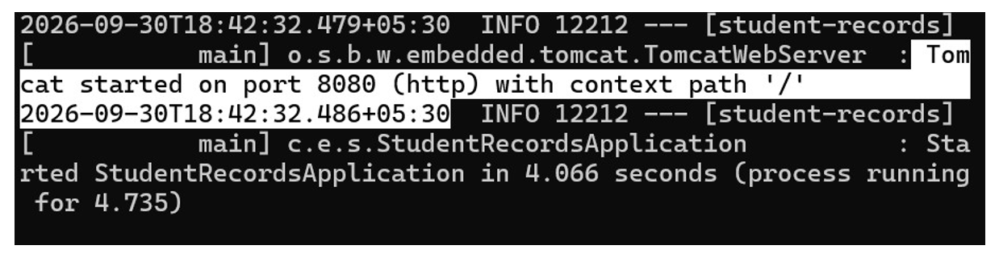 2026-09-30T18:42:32.479+05:30  INFO 12212 --- [student-records]
[           main] o.s.b.w.embedded.tomcat.TomcatWebServer  : Tom
cat started on port 8080 (http) with context path '/'
2026-09-30T18:42:32.486+05:30  INFO 12212 --- [student-records]
[           main] c.e.s.StudentRecordsApplication          : Sta
rted StudentRecordsApplication in 4.066 seconds (process running
 for 4.735)